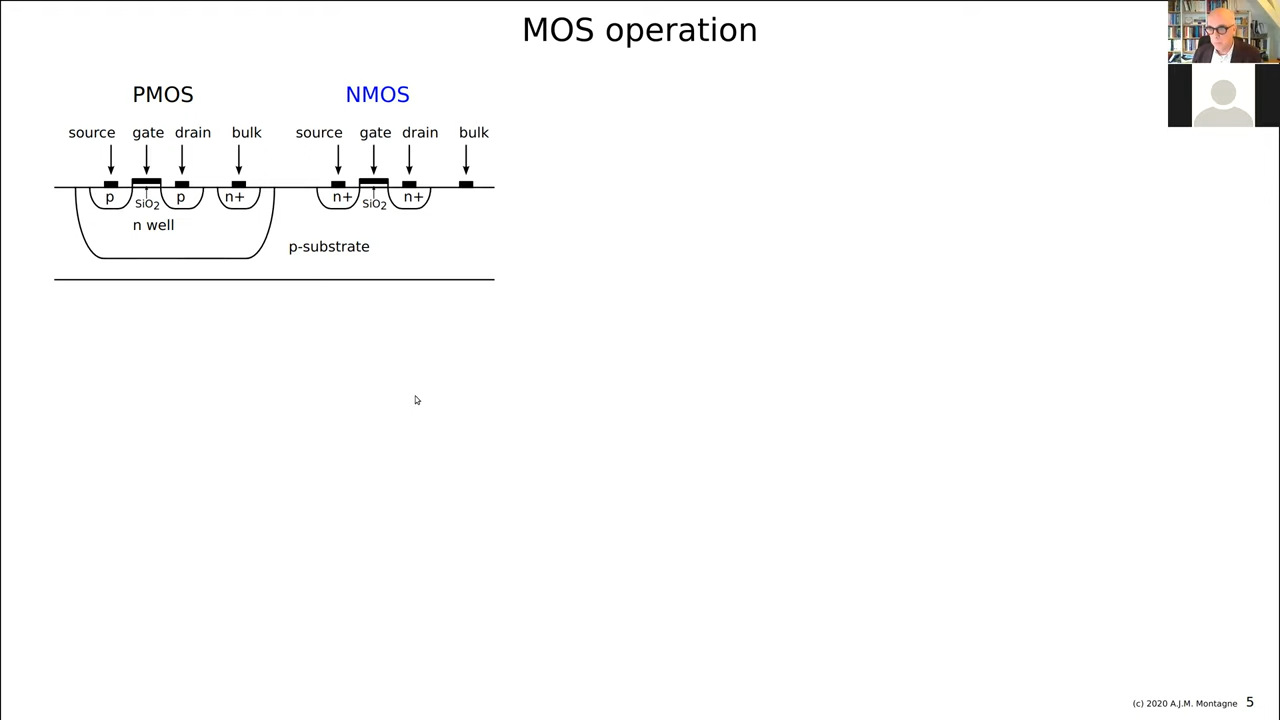 MOS operation
PMOS NMOS
source gate drain bulk source gate drain bulk
p SiO2 p n+ n+ SiO2 n+
n well
p-substrate
(c) 2020 A.J.M. Montagne 5